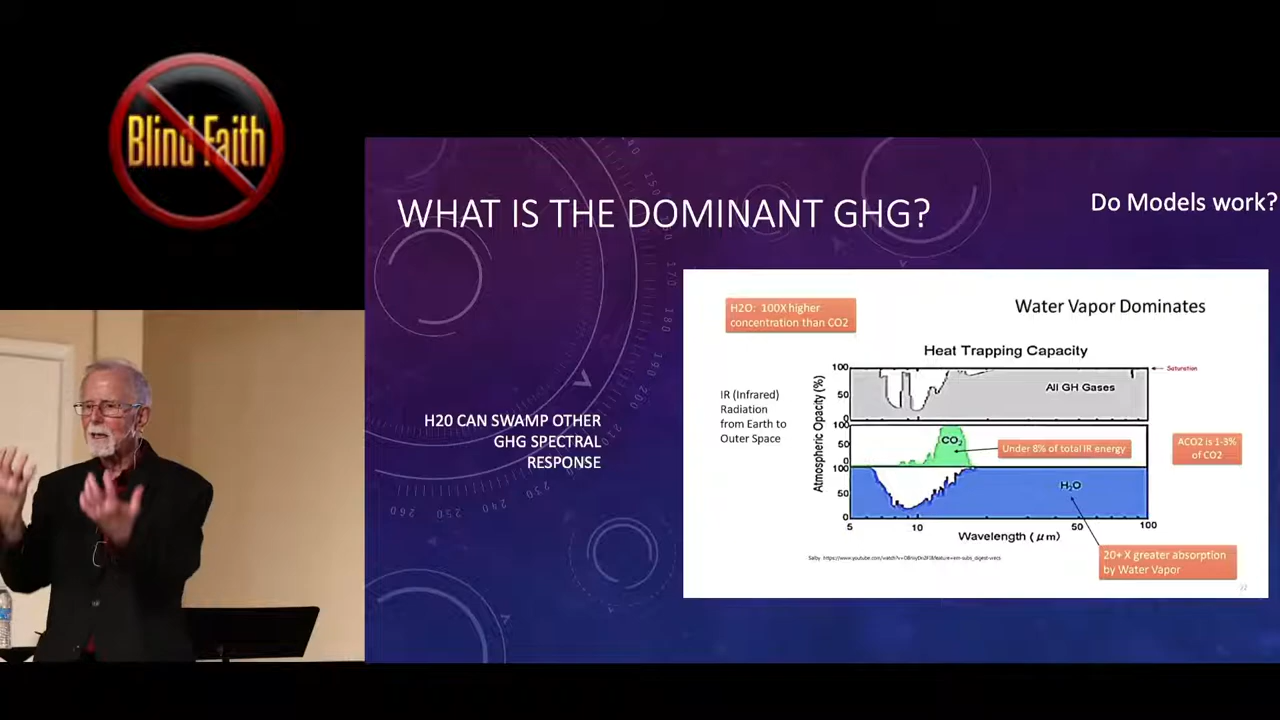 Blind Faith
WHAT IS THE DOMINANT GHG?
Do Models work?
H20 CAN SWAMP OTHER
GHG SPECTRAL
RESPONSE
H2O: 100X higher
concentration than CO2
Water Vapor Dominates
Heat Trapping Capacity
IR (Infrared)
Radiation
from Earth to
Outer Space
Atmospheric Opacity (%)
100
50
0
All GH Gases
Saturation
100
50
0
CO2
Under 8% of total IR energy
ACO2 is 1-3%
of CO2
100
50
0
H2O
5
10
50
100
Wavelength (μm)
20+ X greater absorption
by Water Vapor